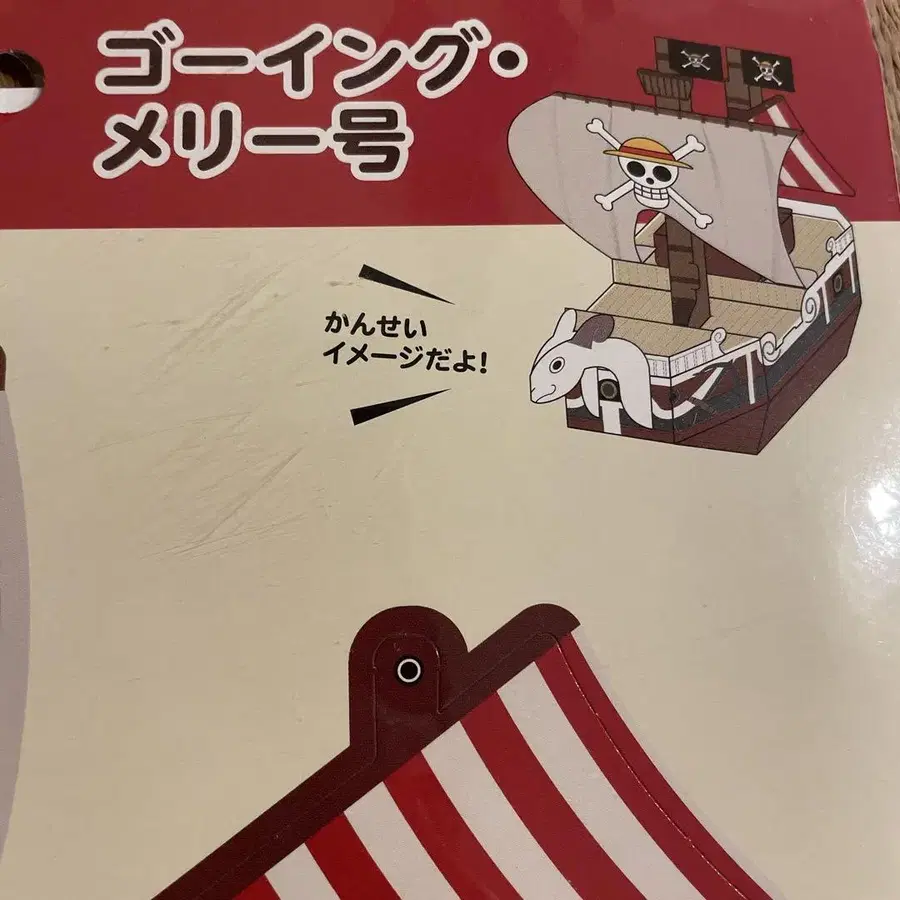 ゴーイング・
メリー号
かんせい
イメージだよ!